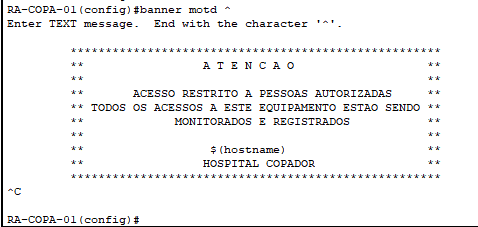 RA-COPA-01(config)#banner motd ^
Enter TEXT message.  End with the character '^'.
*****************************************************
**                 A T E N C A O                   **
**                                                 **
**       ACESSO RESTRITO A PESSOAS AUTORIZADAS     **
** TODOS OS ACESSOS A ESTE EQUIPAMENTO ESTAO SENDO **
**             MONITORADOS E REGISTRADOS           **
**                                                 **
**                  $(hostname)                    **
**                 HOSPITAL COPADOR                **
*****************************************************
^C
RA-COPA-01(config)#